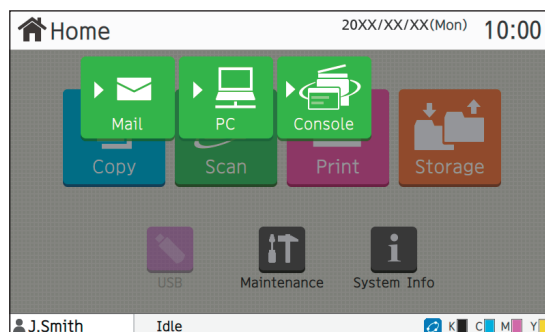 Home 20XX/XX/XX(Mon) 10:00
Mail PC Console
Copy Scan Print Storage
USB Maintenance System Info
J.Smith Idle K C M Y